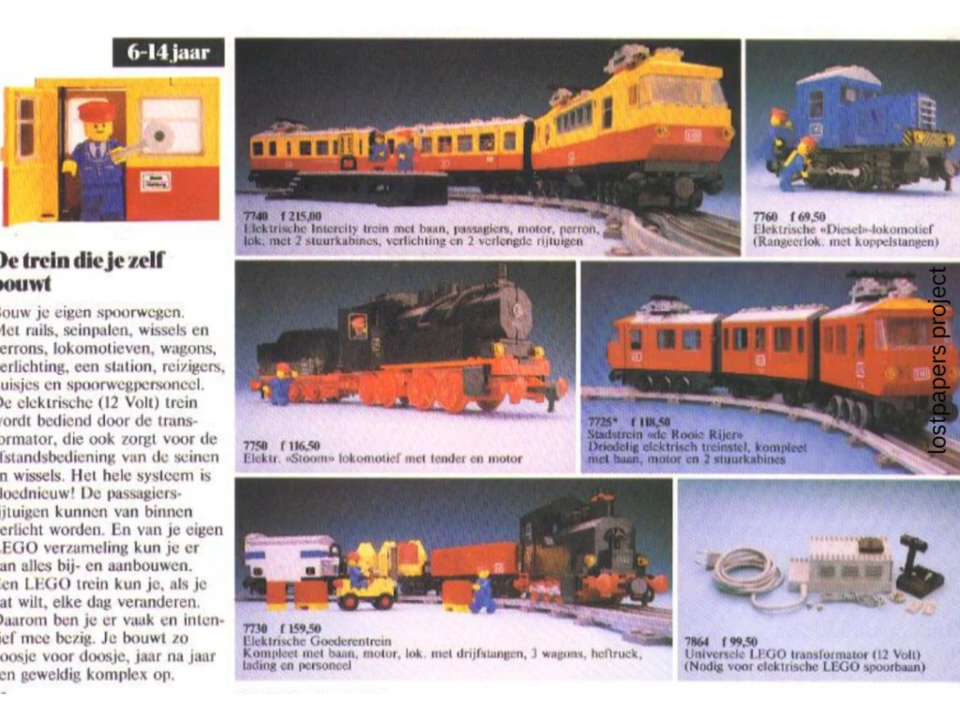 6-14 jaar
De trein die je zelf
bouwt
Bouw je eigen spoorwegen.
Met rails, seinpalen, wissels en
perrons, lokomotieven, wagons,
verlichting, een station, reizigers,
huisjes en spoorwegpersoneel.
De elektrische (12 Volt) trein
wordt bediend door de trans-
formator, die ook zorgt voor de
afstandsbediening van de seinen
en wissels. Het hele systeem is
bloednieuw! De passagiers-
rijtuigen kunnen van binnen
verlicht worden. En van je eigen
LEGO verzameling kun je er
van alles bij- en aanbouwen.
Een LEGO trein kun je, als je
dat wilt, elke dag veranderen.
Daarom ben je er vaak en inten-
sief mee bezig. Je bouwt zo
doosje voor doosje, jaar na jaar
een geweldig komplex op.
7740 f 215,00
Elektrische Intercity trein met baan, passagiers, motor, perron,
lok. met 2 stuurkabines, verlichting en 2 verlengde rijtuigen
7760 f 69,50
Elektrische «Diesel»-lokomotief
(Rangeerlok. met koppelstangen)
7750 f 116,50
Elektr. «Stoom» lokomotief met tender en motor
7725* f 118,50
Stadstrein «de Rooie Rijer»
Driedelig elektrisch treinstel, kompleet
met baan, motor en 2 stuurkabines
7730 f 159,50
Elektrische Goederentrein
Kompleet met baan, motor, lok. met drijfstangen, 3 wagons, heftruck,
lading en personeel
7864 f 99,50
Universele LEGO transformator (12 Volt)
(Nodig voor elektrische LEGO spoorbaan)
lostpapers project